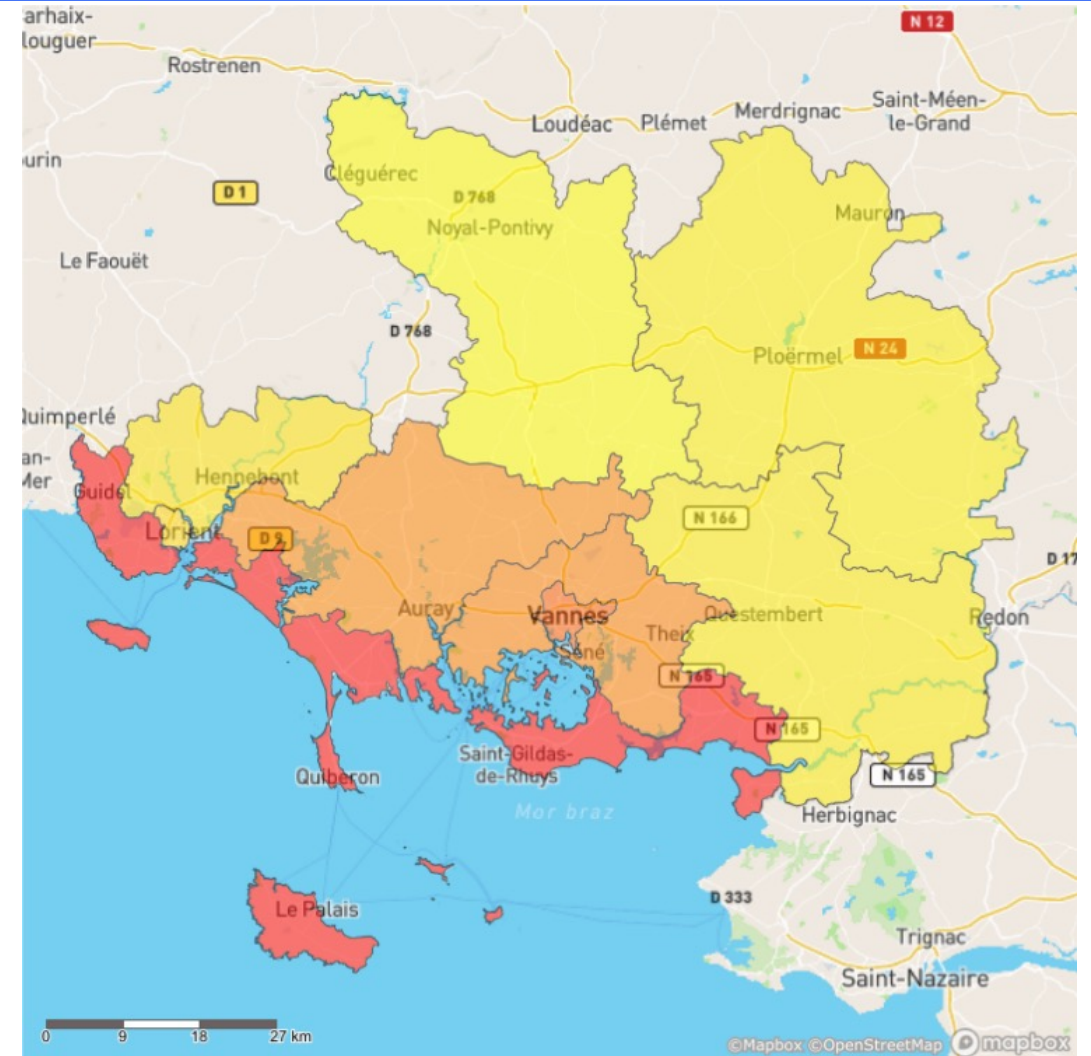 arhaix-
louguer
N 12
Rostrenen
Loudéac
Plémet
Merdrignac
Saint-Méen-
le-Grand
urin
Cléguérec
D 1
D 768
Noyal-Pontivy
Mauron
Le Faouët
D 768
Ploërmel
N 24
Quimperlé
an-
Mer
Guidel
Hennebont
Lorient
D 9
N 166
D 17
Auray
Vannes
Theix
Questembert
Redon
Séné
N 165
N 165
Saint-Gildas-
de-Rhuys
Quiberon
N 165
Mor braz
Herbignac
D 333
Le Palais
Trignac
Saint-Nazaire
0 9 18 27 km
©Mapbox ©OpenStreetMap mapbox